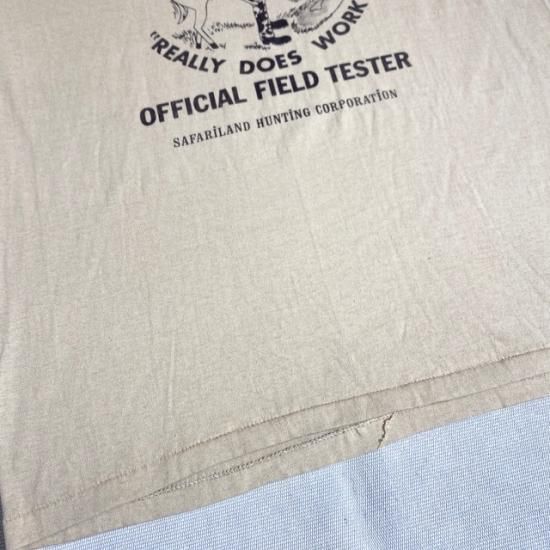 "REALLY DOES WORK
OFFICIAL FIELD TESTER
SAFARiLAND HUNTiNG CORPORATiON